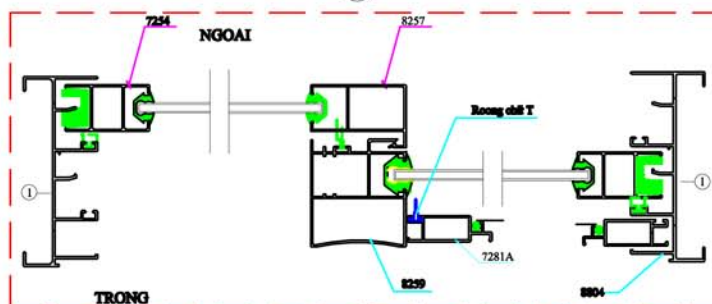 7254
8257
NGOAI
Roong chữ T
1
1
7281A
8259
8804
TRONG